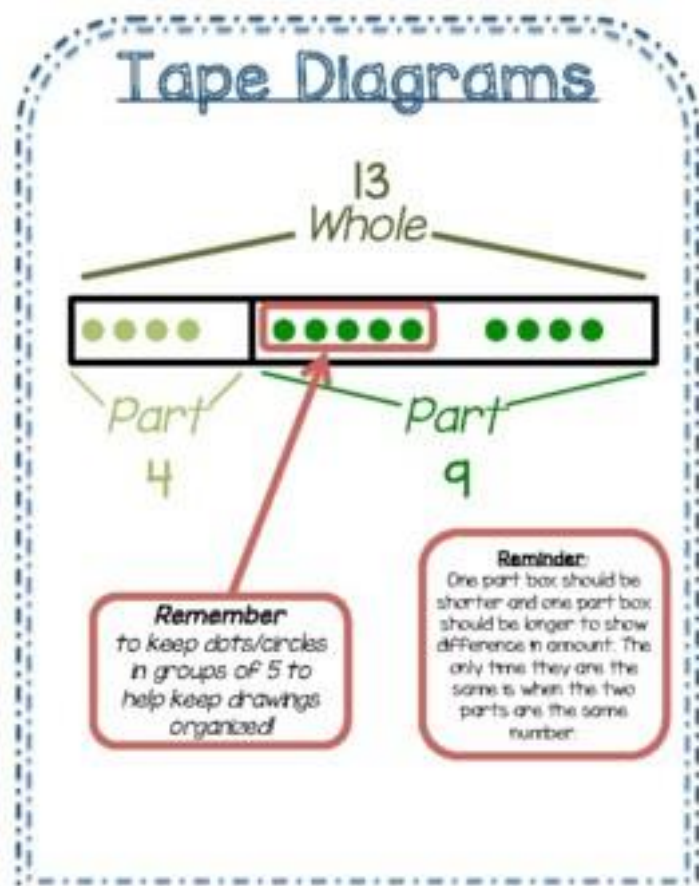 Tape Diagrams
13
Whole
Part
Part
4
9
Remember
to keep dots/circles
in groups of 5 to
help keep drawings
organized!
Reminder:
One part box should be
shorter and one part box
should be longer to show
difference in amount. The
only time they are the
same is when the two
parts are the same
number.